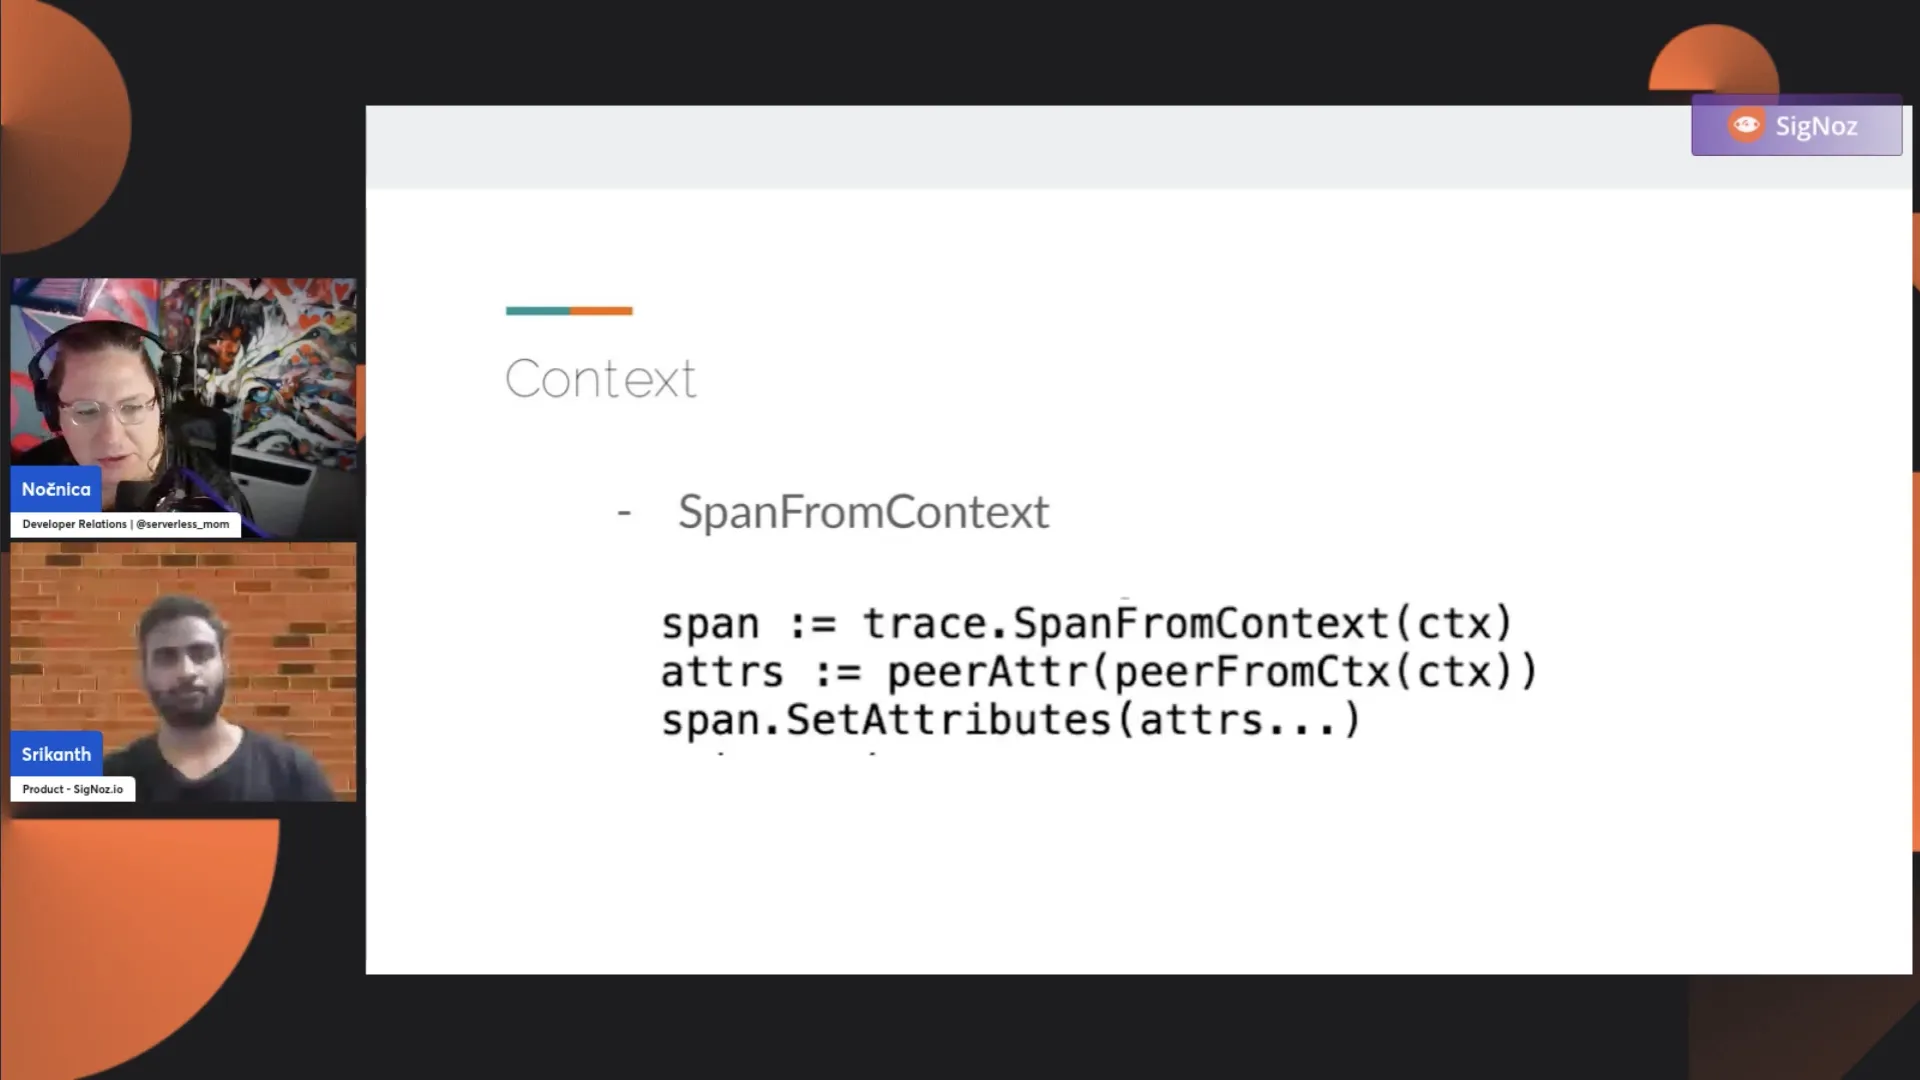 SigNoz
Nočnica
Developer Relations | @serverless_mom
Srikanth
Product - SigNoz.io
Context
- SpanFromContext
span := trace.SpanFromContext(ctx)
attrs := peerAttr(peerFromCtx(ctx))
span.SetAttributes(attrs...)